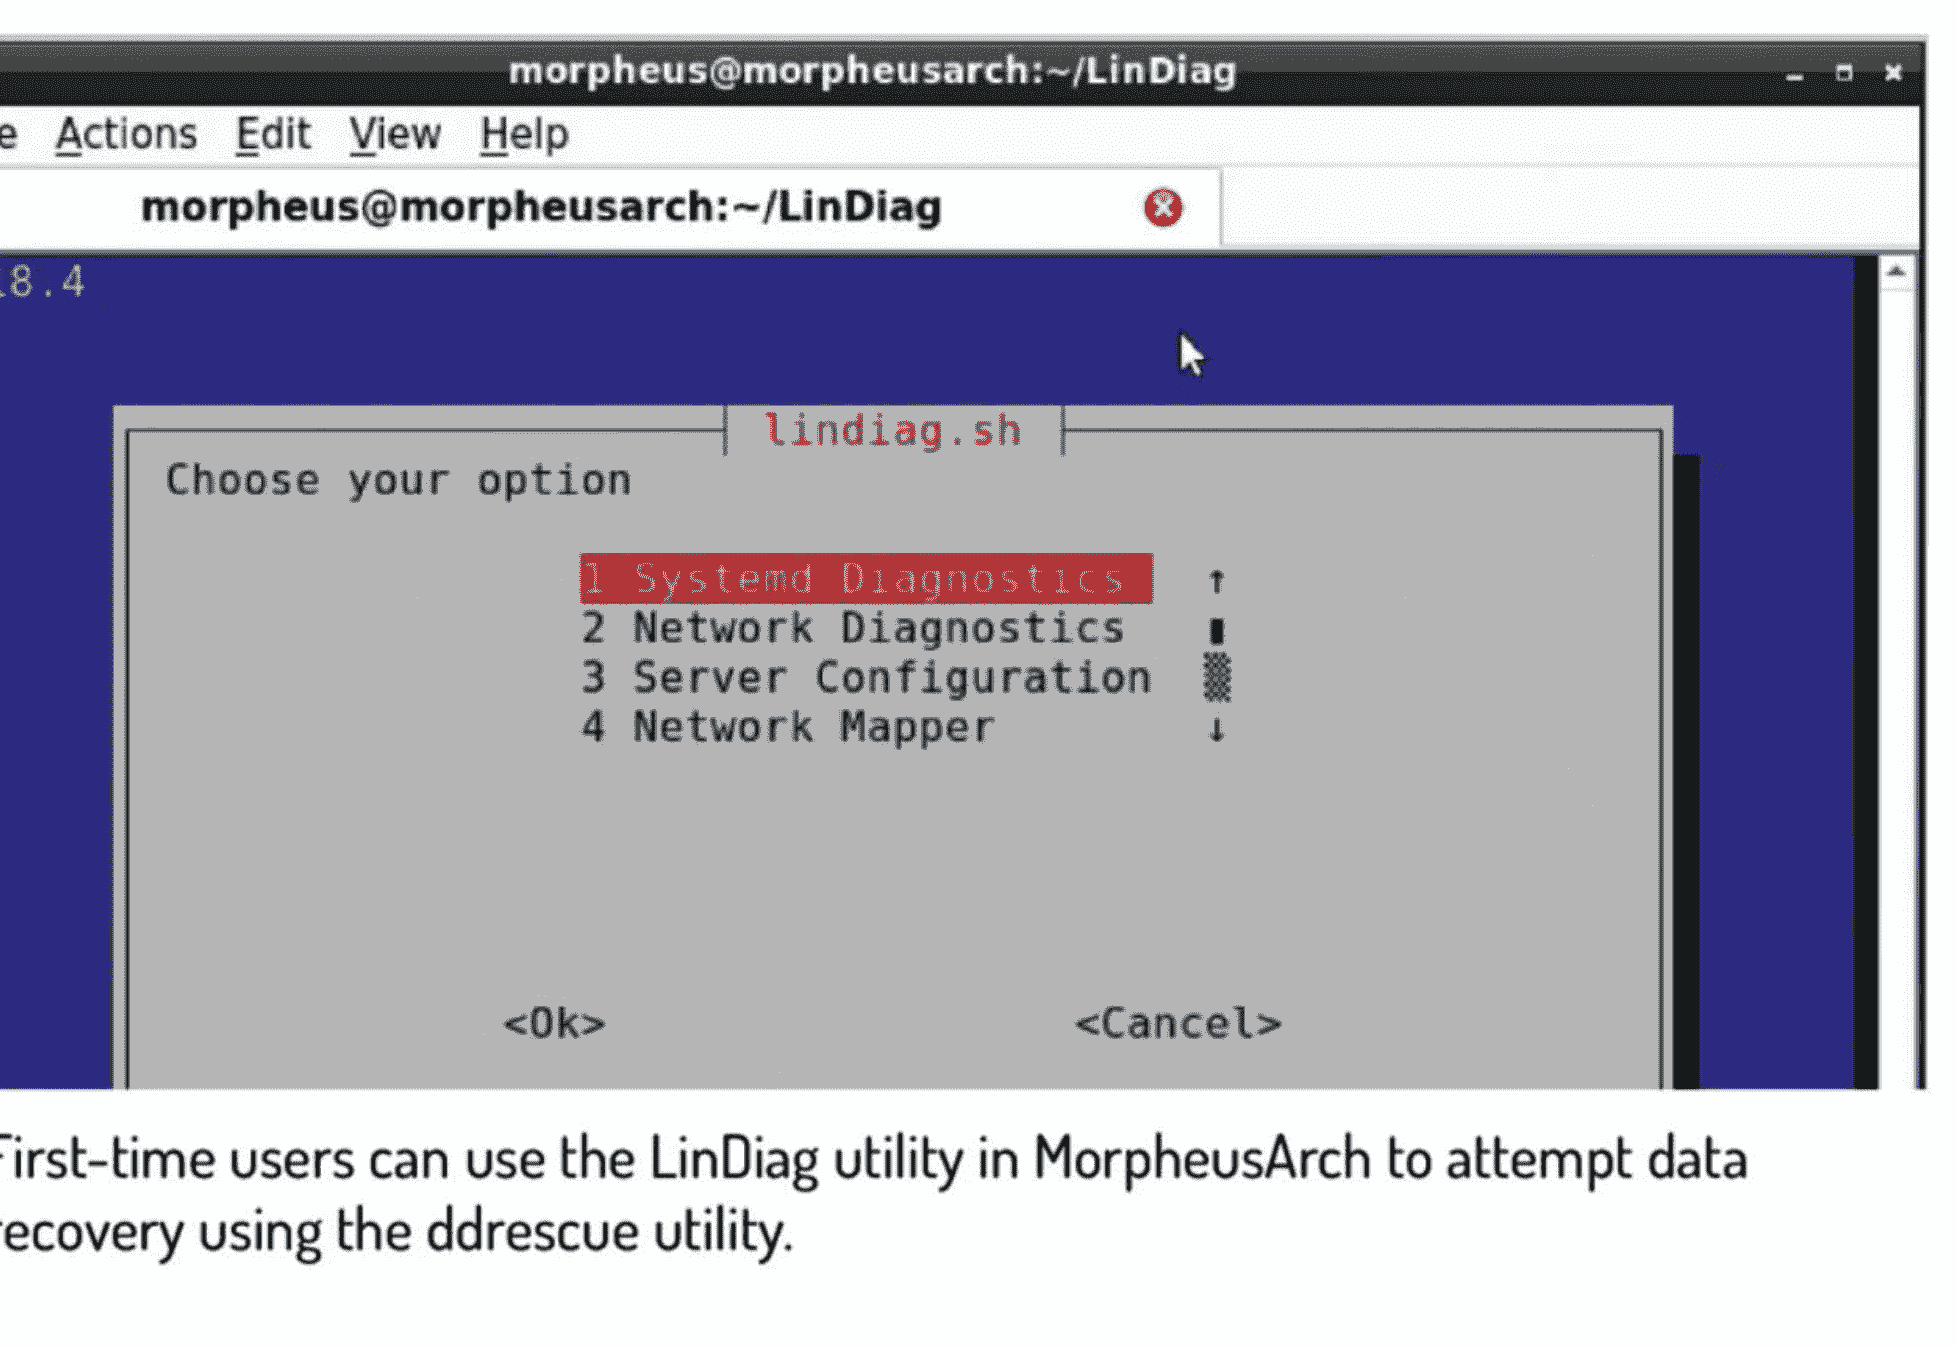 morpheus@morpheusarch:~/LinDiag
e Actions Edit View Help
morpheus@morpheusarch:~/LinDiag
8.4
lindiag.sh
Choose your option
1 Systemd Diagnostics
2 Network Diagnostics
3 Server Configuration
4 Network Mapper
<Ok> <Cancel>
First-time users can use the LinDiag utility in MorpheusArch to attempt data
recovery using the ddrescue utility.